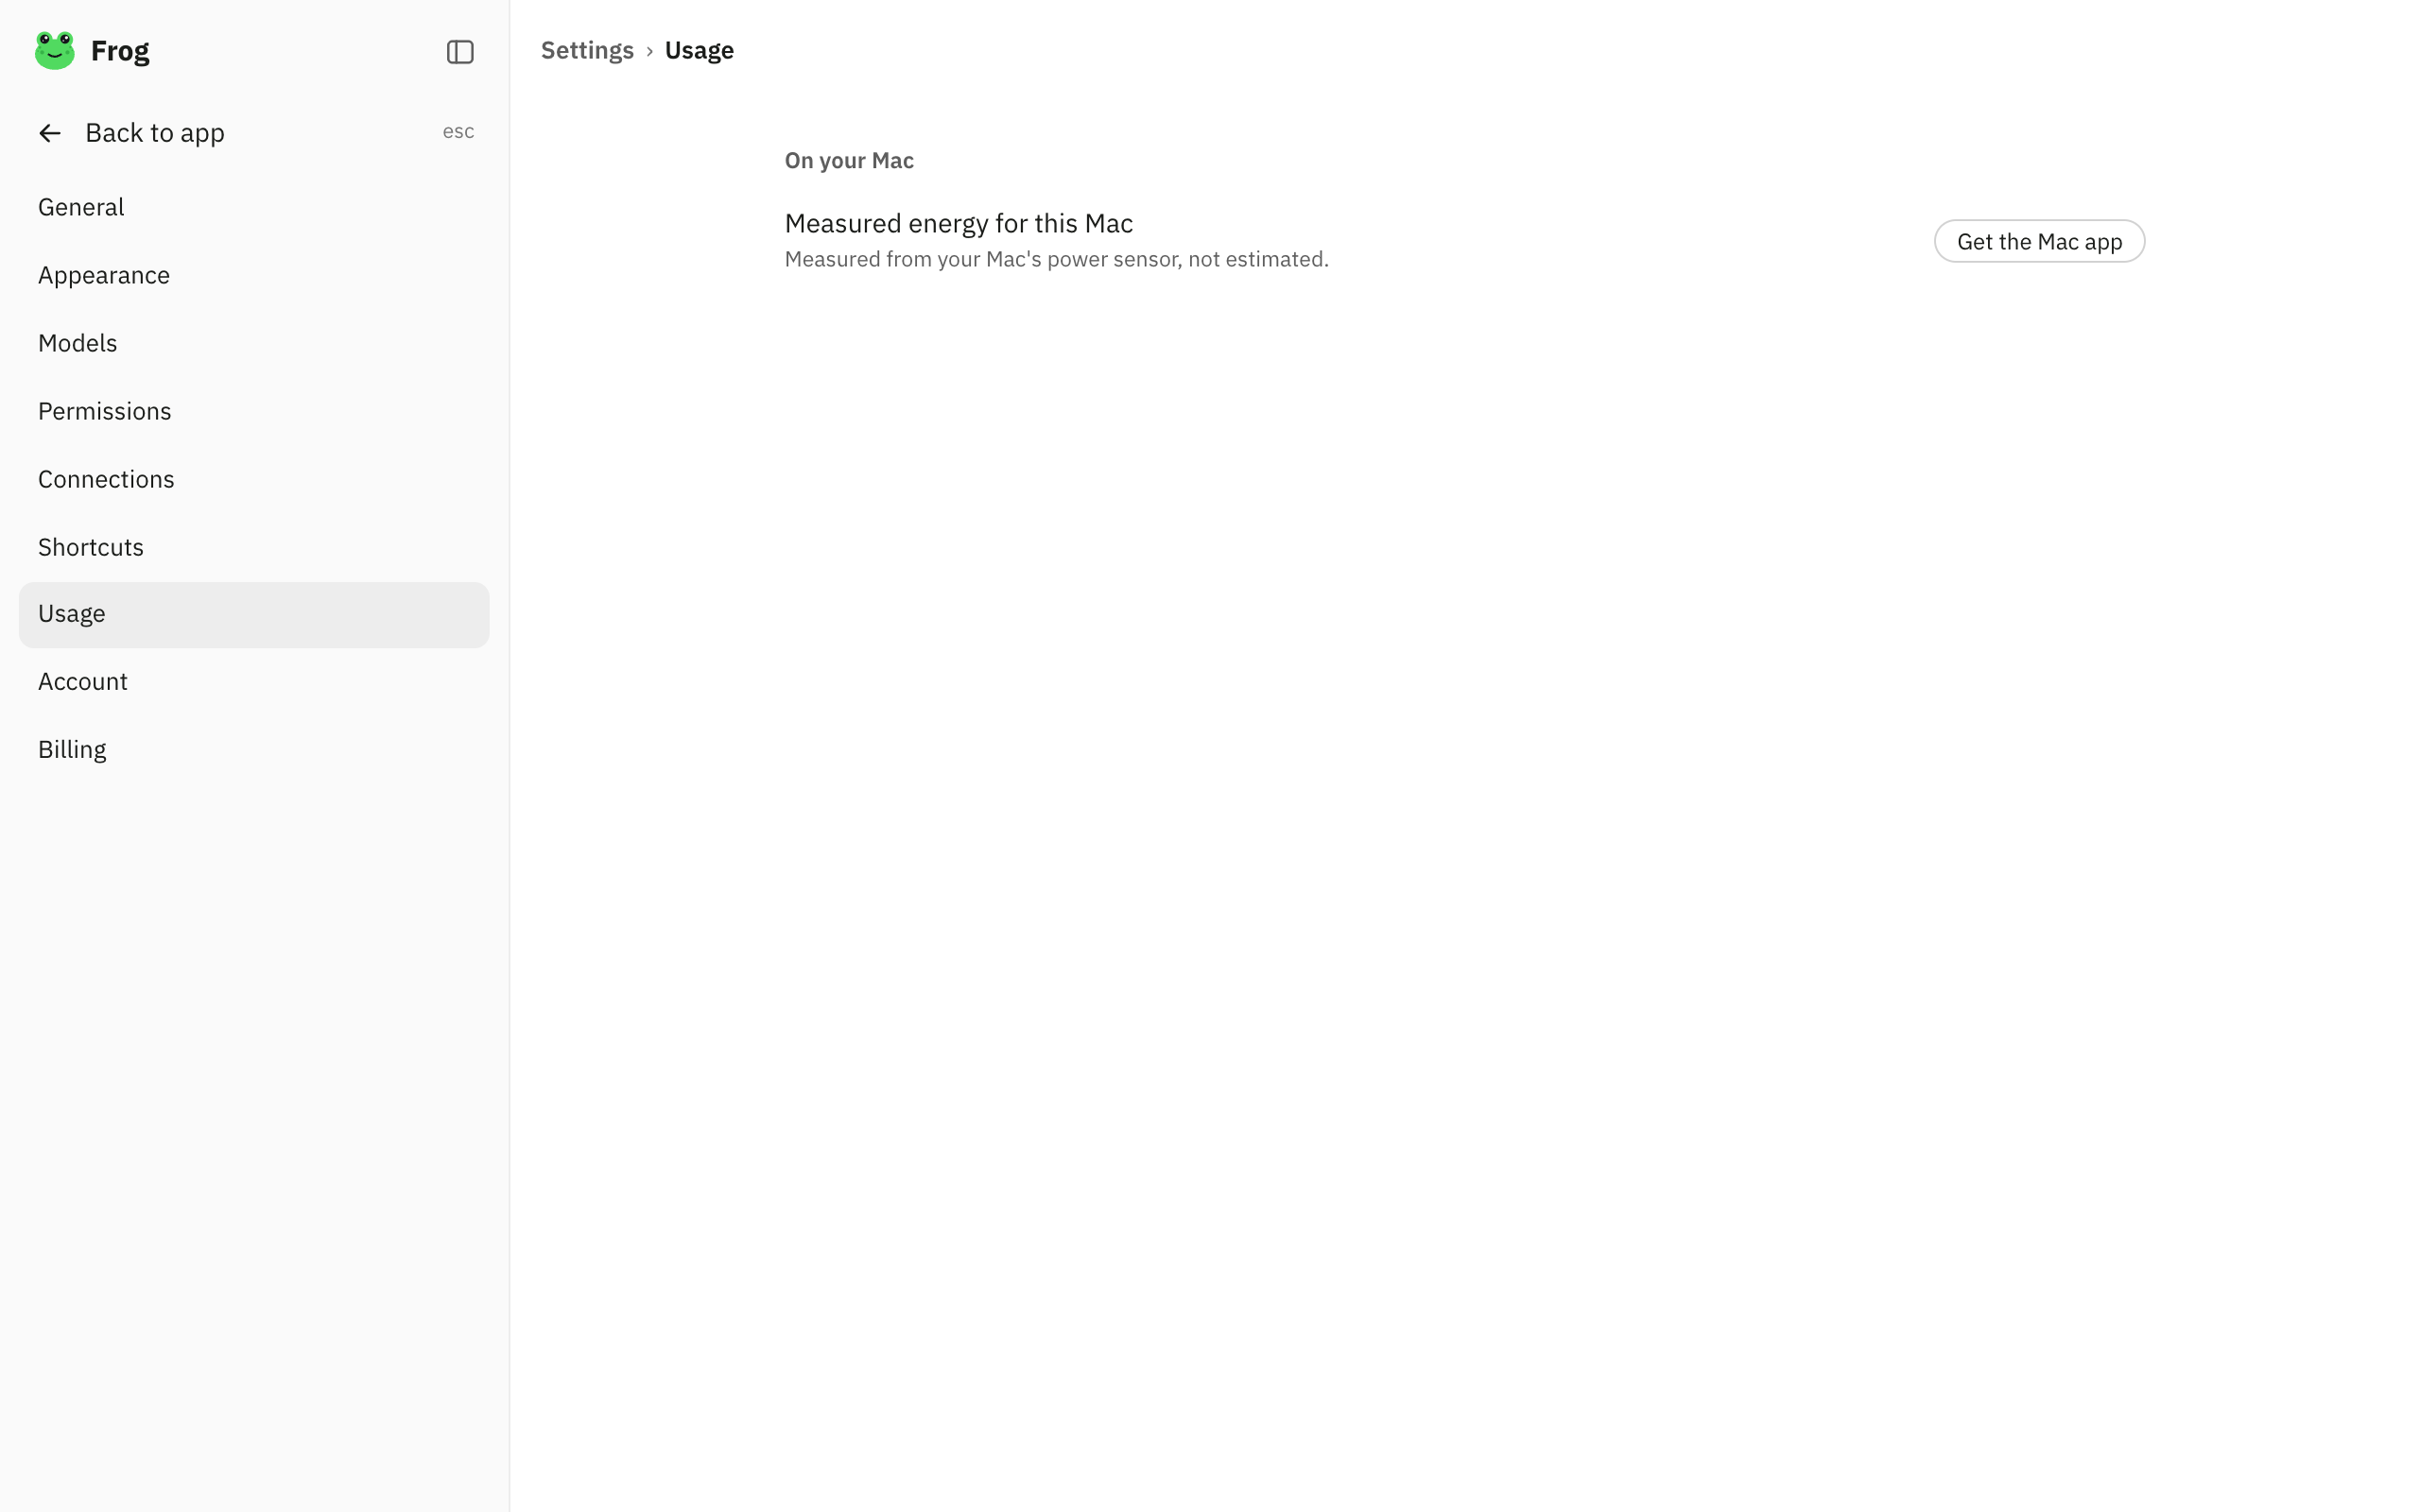 Frog
Back to app
esc
General
Appearance
Models
Permissions
Connections
Shortcuts
Usage
Account
Billing
Settings › Usage
On your Mac
Measured energy for this Mac
Measured from your Mac's power sensor, not estimated.
Get the Mac app